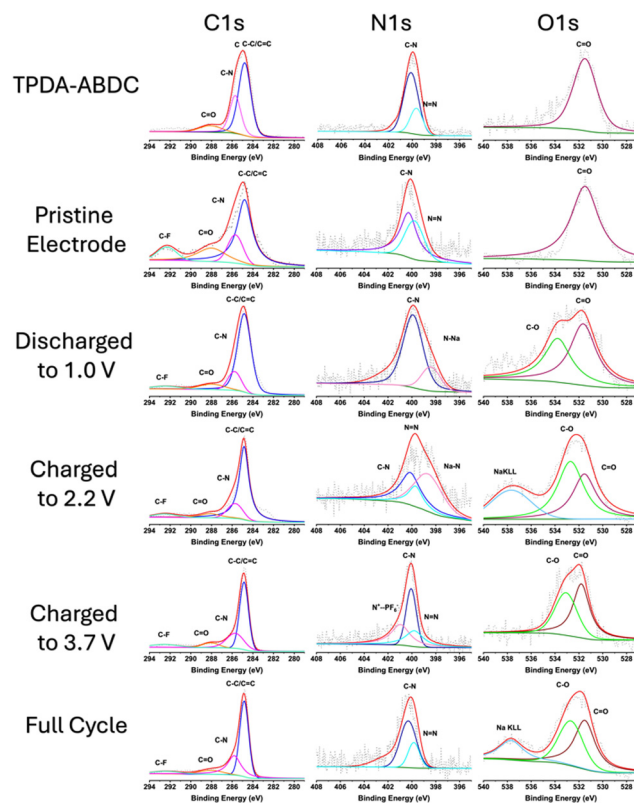 C1s N1s O1s
TPDA-ABDC
C C-C/C=C
C-N
C=O
294 292 290 288 286 284 282 280
Binding Energy (eV)
C-N
N=N
408 406 404 402 400 398 396
Binding Energy (eV)
C=O
540 538 536 534 532 530 528
Binding Energy (eV)
Pristine
Electrode
C-C/C=C
C-N
C-F C=O
294 292 290 288 286 284 282 280
Binding Energy (eV)
C-N
N=N
408 406 404 402 400 398 396
Binding Energy (eV)
C=O
540 538 536 534 532 530 528
Binding Energy (eV)
Discharged
to 1.0 V
C-C/C=C
C-N
C-F C=O
294 292 290 288 286 284 282 280
Binding Energy (eV)
C-N
N-Na
408 406 404 402 400 398 396
Binding Energy (eV)
C=O
C-O
540 538 536 534 532 530 528
Binding Energy (eV)
Charged
to 2.2 V
C-C/C=C
C-N
C-F C=O
294 292 290 288 286 284 282 280
Binding Energy (eV)
N=N
C-N Na-N
408 406 404 402 400 398 396
Binding Energy (eV)
C-O
NaKLL C=O
540 538 536 534 532 530 528
Binding Energy (eV)
Charged
to 3.7 V
C-C/C=C
C-N
C-F C=O
294 292 290 288 286 284 282 280
Binding Energy (eV)
C-N
N⁺--PF₆⁻ N=N
408 406 404 402 400 398 396
Binding Energy (eV)
C-O C=O
540 538 536 534 532 530 528
Binding Energy (eV)
Full Cycle
C-C/C=C
C-N
C-F C=O
294 292 290 288 286 284 282 280
Binding Energy (eV)
C-N
N=N
408 406 404 402 400 398 396
Binding Energy (eV)
C-O
C=O
Na KLL
540 538 536 534 532 530 528
Binding Energy (eV)